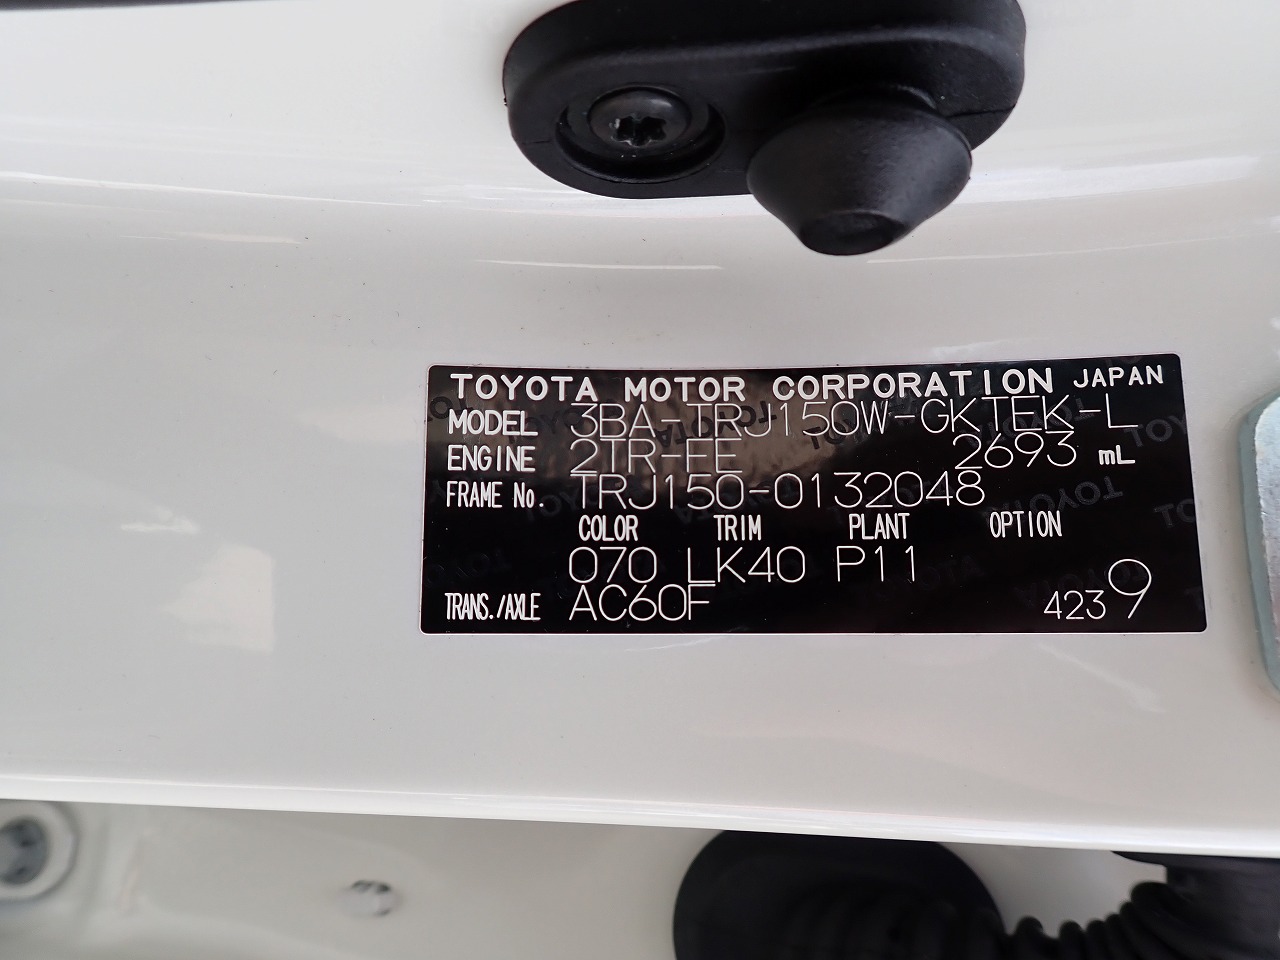 TOYOTA MOTOR CORPORATION JAPAN
MODEL 3BA-TRJ150W-GKTEK-L
ENGINE 2TR-FE 2693 mL
FRAME No. TRJ150-0132048
COLOR TRIM PLANT OPTION
070 LK40 P11
TRANS./AXLE AC60F 4239